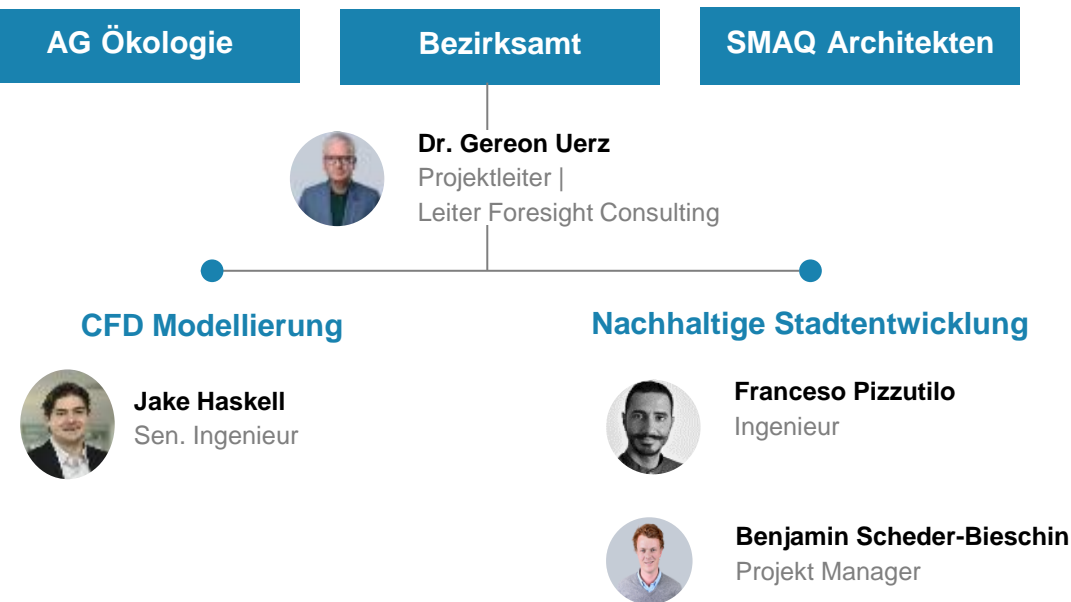 AG Ökologie
Bezirksamt
SMAQ Architekten
Dr. Gereon Uerz
Projektleiter |
Leiter Foresight Consulting
CFD Modellierung
Nachhaltige Stadtentwicklung
Jake Haskell
Sen. Ingenieur
Franceso Pizzutilo
Ingenieur
Benjamin Scheder-Bieschin
Projekt Manager